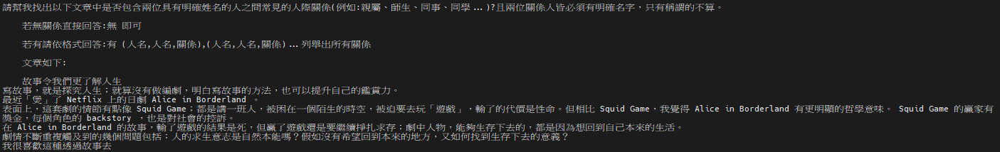 請幫我找出以下文章中是否包含兩位具有明確姓名的人之間常見的人際關係(例如:親屬、師生、同事、同學...)?且兩位關係人皆必須有明確名字，只有稱謂的不算。
若無關係直接回答:無 即可
若有請依格式回答:有 (人名,人名,關係),(人名,人名,關係)...列舉出所有關係
文章如下:
故事令我們更了解人生
寫故事，就是探究人生；就算沒有做編劇，明白寫故事的方法，也可以提升自己的鑑賞力。
最近「煲」了 Netflix 上的日劇 Alice in Borderland 。
表面上，這套劇的情節有點像 Squid Game；都是講一班人，被困在一個陌生的時空，被迫要去玩「遊戲」，輸了的代價是性命。但相比 Squid Game，我覺得 Alice in Borderland 有更明顯的哲學意味。 Squid Game 的贏家有
獎金，每個角色的 backstory ，也是對社會的控訴。
在 Alice in Borderland 的故事，輸了遊戲的結果是死，但贏了遊戲還是要繼續掙扎求存；劇中人物，能夠生存下去的，都是因為想回到自己本來的生活。
劇情不斷重複觸及到的幾個問題包括：人的求生意志是自然本能嗎？假如沒有希望回到本來的地方，又如何找到生存下去的意義？
我很喜歡這種透過故事去